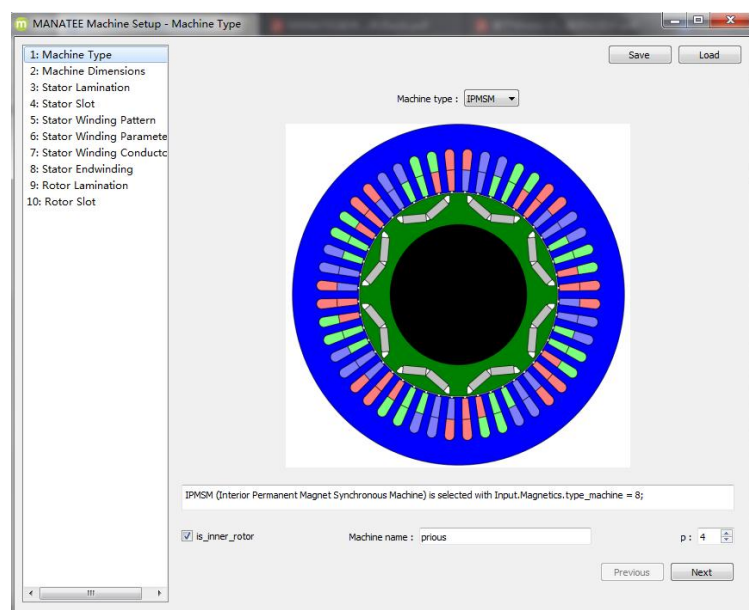 MANATEE Machine Setup - Machine Type
1: Machine Type
2: Machine Dimensions
3: Stator Lamination
4: Stator Slot
5: Stator Winding Pattern
6: Stator Winding Paramete
7: Stator Winding Conductc
8: Stator Endwinding
9: Rotor Lamination
10: Rotor Slot
Save Load
Machine type : IPMSM
IPMSM (Interior Permanent Magnet Synchronous Machine) is selected with Input.Magnetics.type_machine = 8;
is_inner_rotor Machine name : prious p : 4
Previous Next